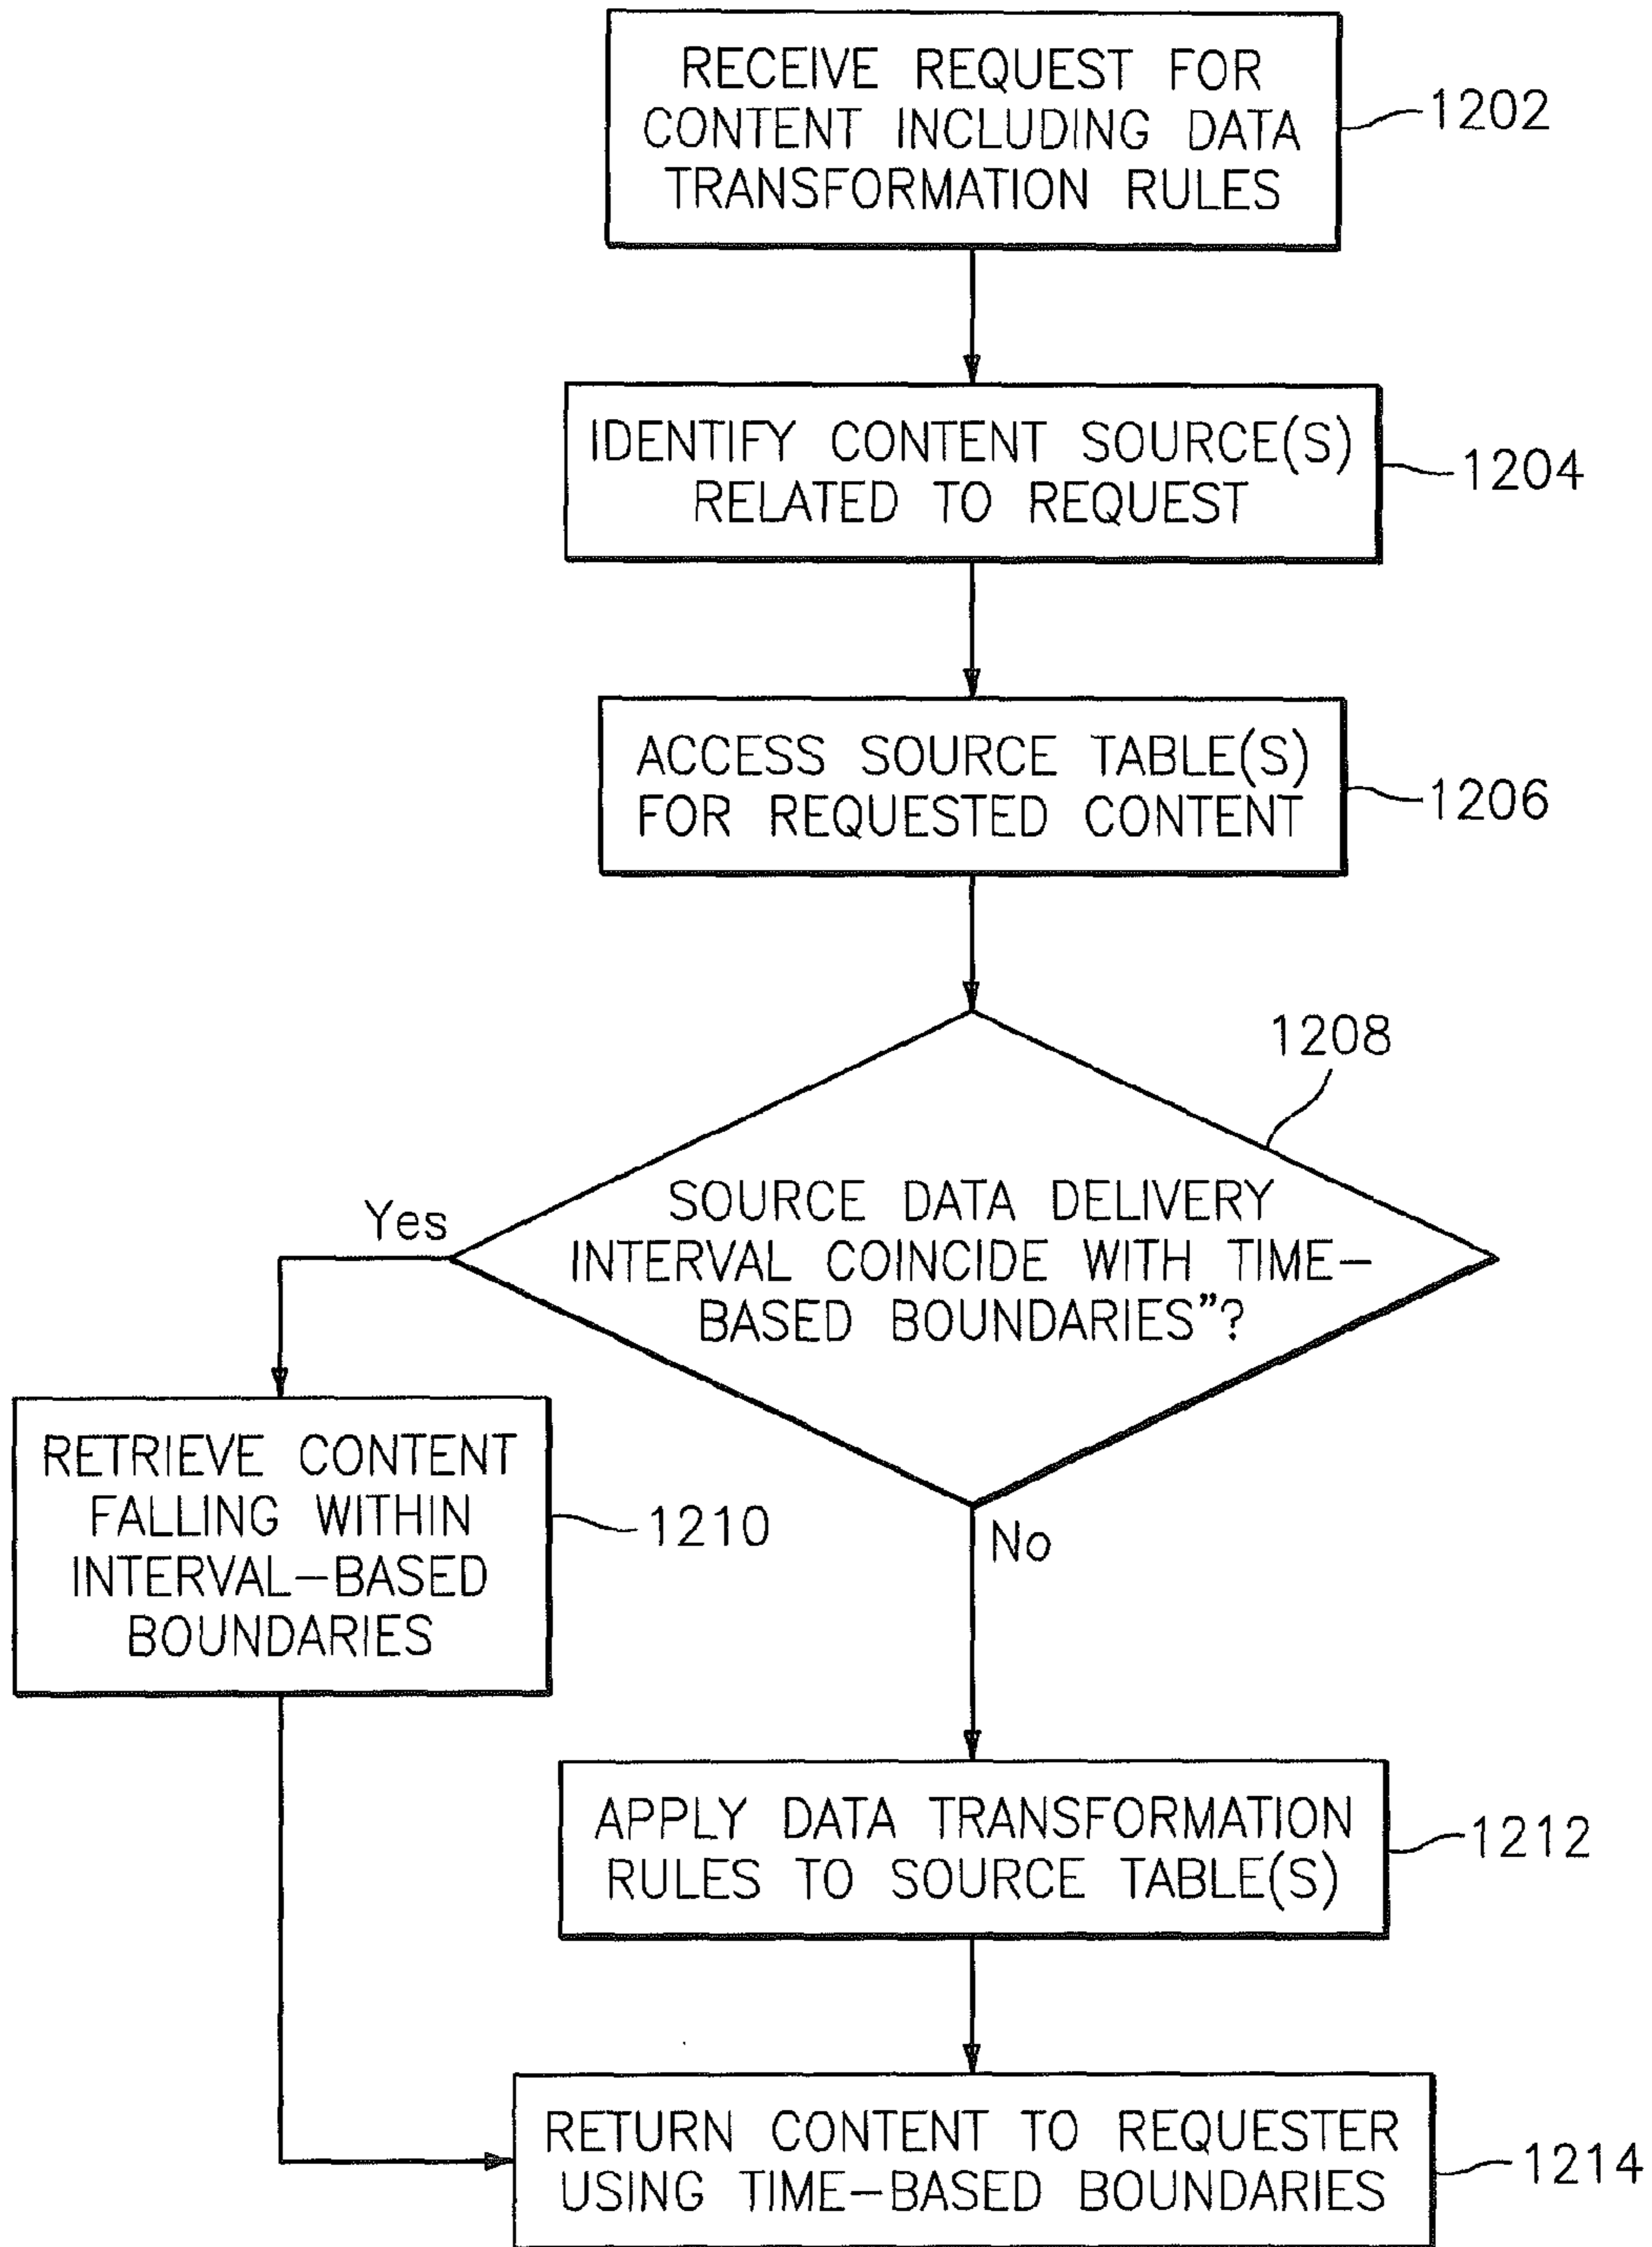 RECEIVE REQUEST FOR
CONTENT INCLUDING DATA
TRANSFORMATION RULES
1202
IDENTIFY CONTENT SOURCE(S)
RELATED TO REQUEST
1204
ACCESS SOURCE TABLE(S)
FOR REQUESTED CONTENT
1206
1208
SOURCE DATA DELIVERY
INTERVAL COINCIDE WITH TIME–
BASED BOUNDARIES”?
Yes
No
RETRIEVE CONTENT
FALLING WITHIN
INTERVAL–BASED
BOUNDARIES
1210
APPLY DATA TRANSFORMATION
RULES TO SOURCE TABLE(S)
1212
RETURN CONTENT TO REQUESTER
USING TIME–BASED BOUNDARIES
1214